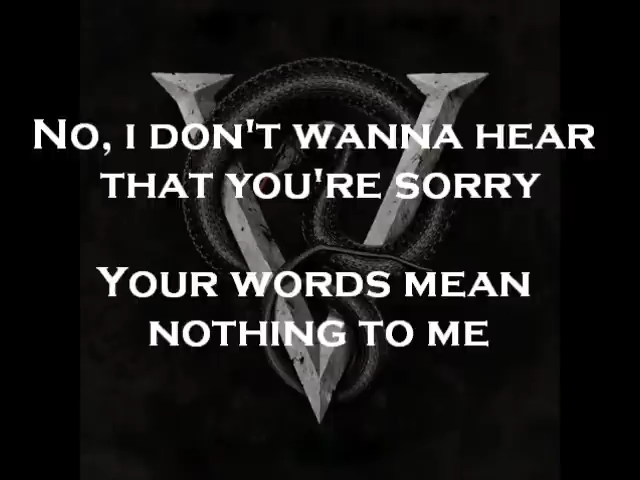 No, i don't wanna hear
that you're sorry
Your words mean
nothing to me